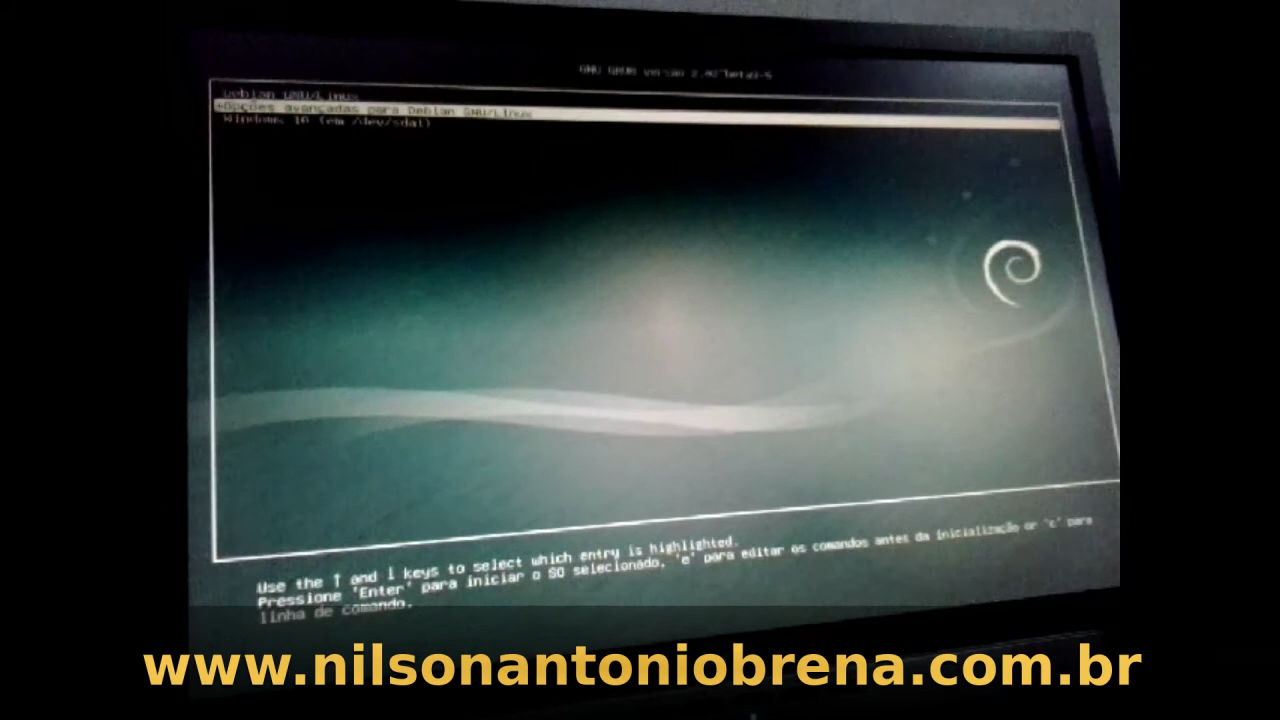 GNU GRUB versão 2.02~beta3-5
Debian GNU/Linux
*Opções avançadas para Debian GNU/Linux
Windows 10 (em /dev/sda1)
Use the ↑ and ↓ keys to select which entry is highlighted.
Pressione 'Enter' para iniciar o SO selecionado, 'e' para editar os comandos antes da inicialização or 'c' para
linha de comando.
www.nilsonantoniobrena.com.br